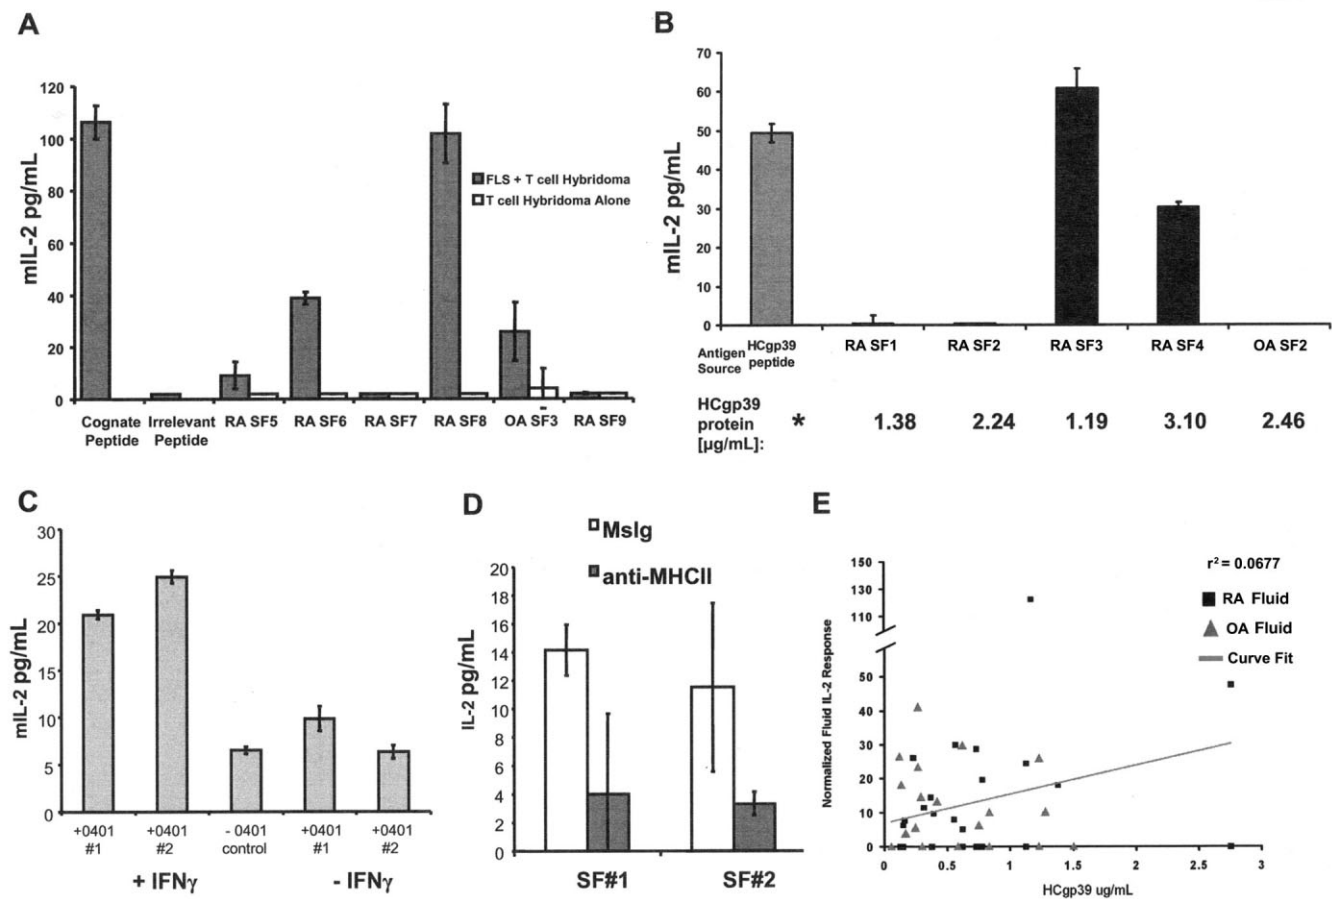 A
mIL-2 pg/mL
120
100
80
60
40
20
0
FLS + T cell Hybridoma
T cell Hybridoma Alone
Cognate Peptide
Irrelevant Peptide
RA SF5
RA SF6
RA SF7
RA SF8
OA SF3
RA SF9
B
mIL-2 pg/mL
70
60
50
40
30
20
10
0
Antigen Source
HCgp39 peptide
RA SF1
RA SF2
RA SF3
RA SF4
OA SF2
HCgp39 protein [µg/mL]:
*
1.38
2.24
1.19
3.10
2.46
C
mIL-2 pg/mL
30
25
20
15
10
5
0
+0401 #1
+0401 #2
- 0401 control
+0401 #1
+0401 #2
+ IFNγ
- IFNγ
D
MsIg
anti-MHCII
IL-2 pg/mL
20
18
16
14
12
10
8
6
4
2
0
SF#1
SF#2
E
r² = 0.0677
RA Fluid
OA Fluid
Curve Fit
Normalized Fluid IL-2 Response
150
130
110
50
40
30
20
10
0
0
0.5
1
1.5
2
2.5
3
HCgp39 ug/mL